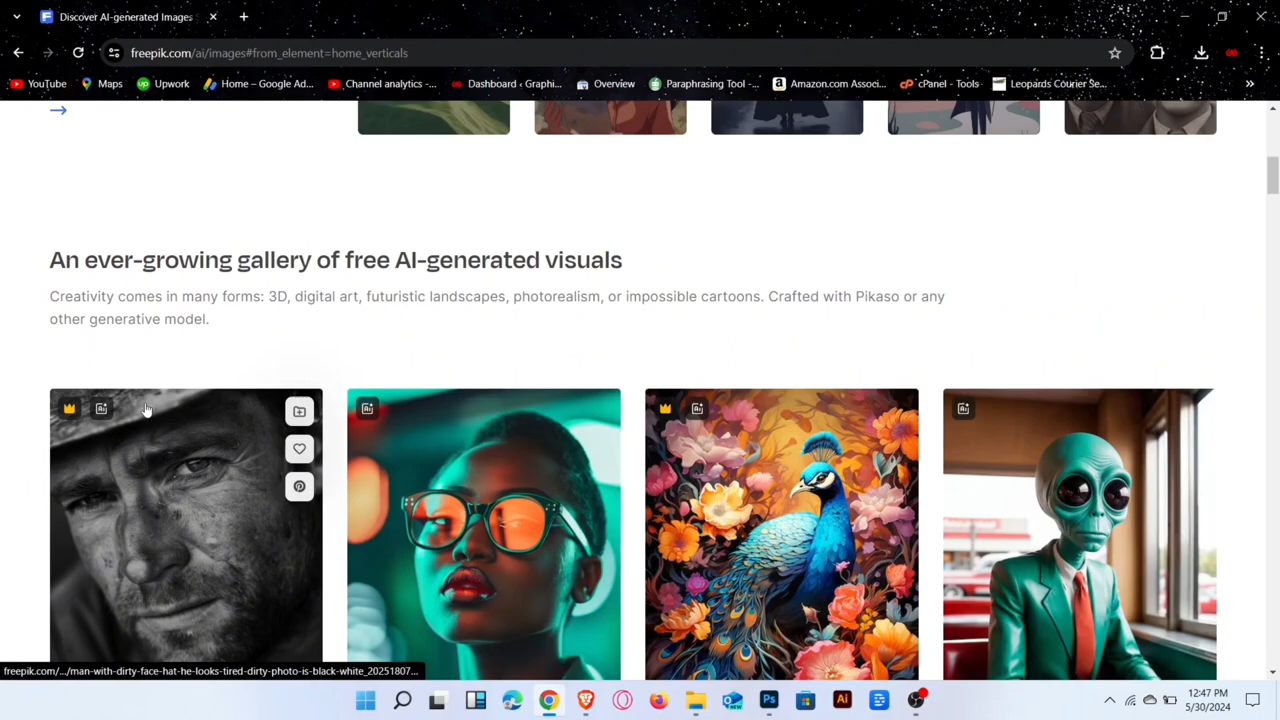 Discover AI-generated Images
freepik.com/ai/images#from_element=home_verticals
YouTube Maps Upwork Home – Google Ad... Channel analytics -... Dashboard - Graphi... Overview Paraphrasing Tool -... Amazon.com Associ... cPanel - Tools Leopards Courier Se...
An ever-growing gallery of free AI-generated visuals
Creativity comes in many forms: 3D, digital art, futuristic landscapes, photorealism, or impossible cartoons. Crafted with Pikaso or any
other generative model.
freepik.com/.../man-with-dirty-face-hat-he-looks-tired-dirty-photo-is-black-white_20251807...
NEW
Ps
Ai
12:47 PM
5/30/2024